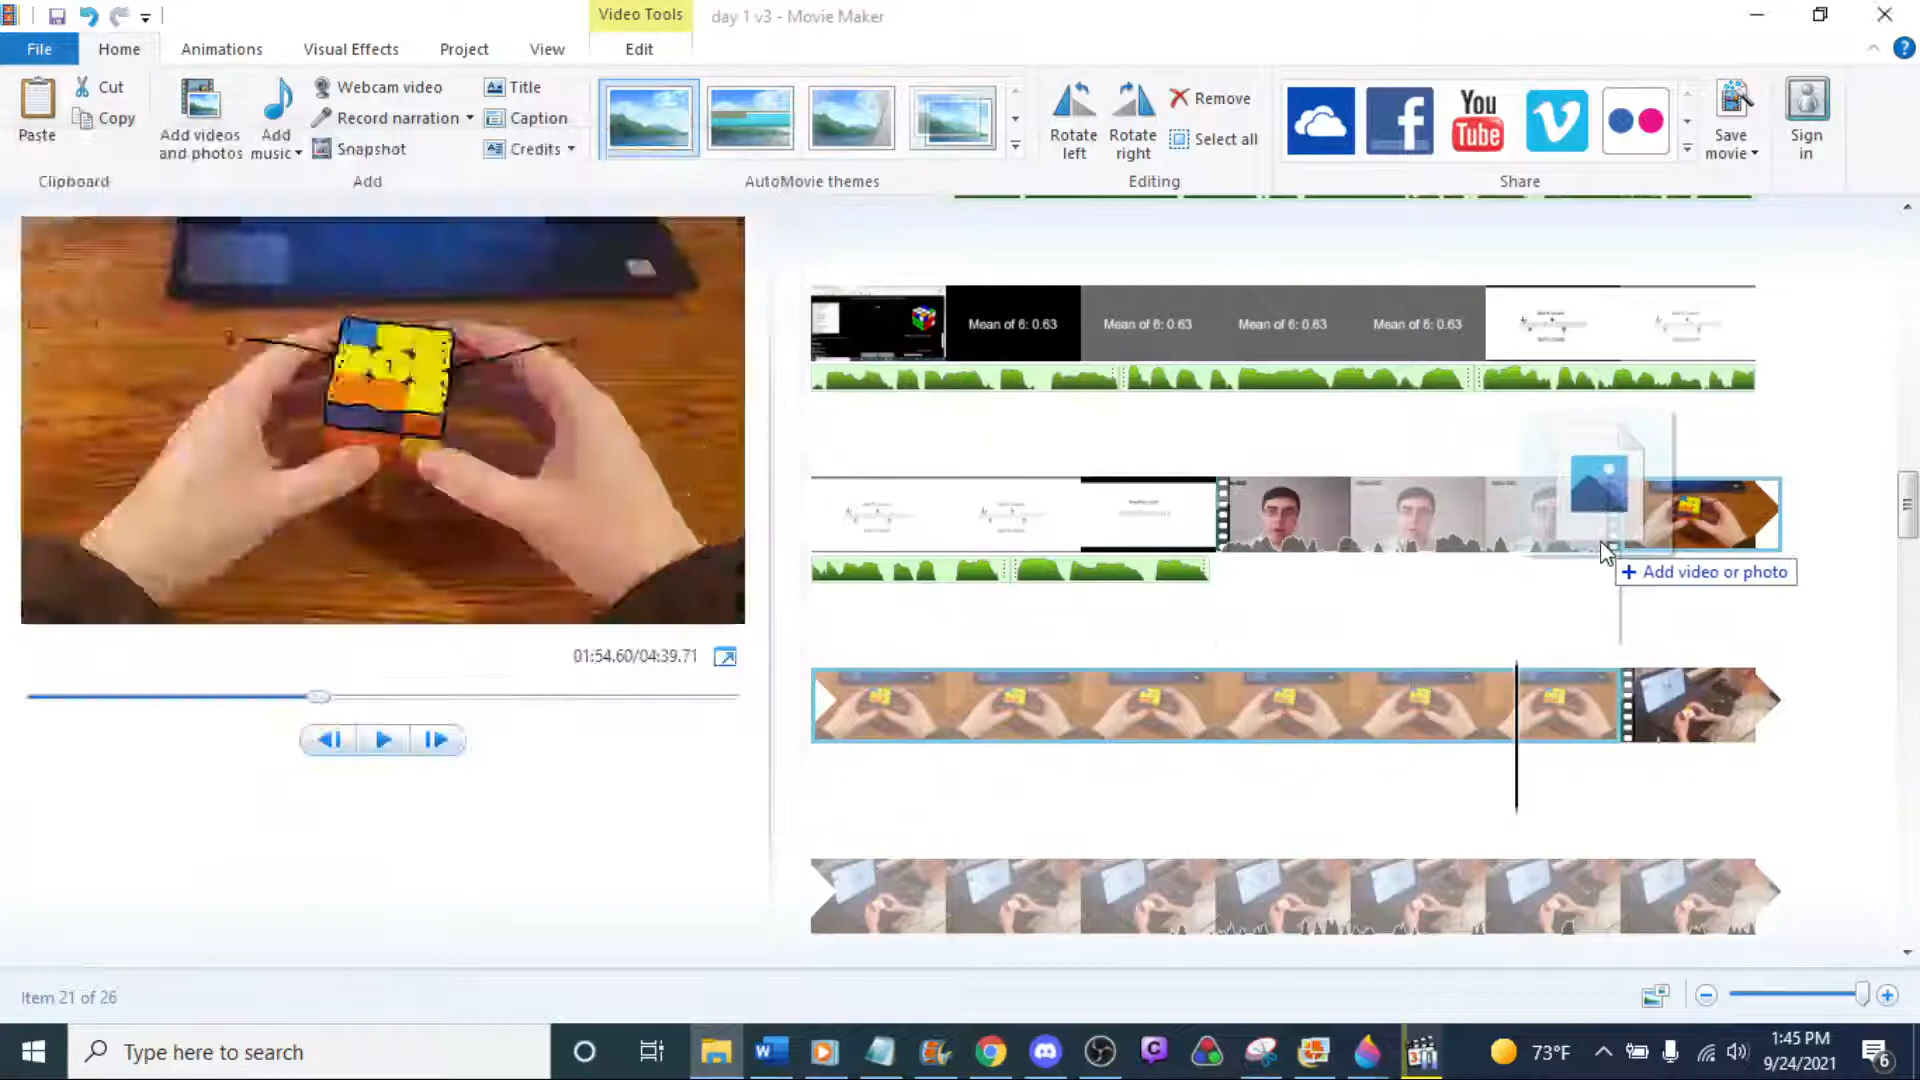 Video Tools
day 1 v3 - Movie Maker
File
Home
Animations
Visual Effects
Project
View
Edit
Paste
Cut
Copy
Clipboard
Add videos and photos
Add music
Webcam video
Record narration
Snapshot
Title
Caption
Credits
Add
AutoMovie themes
Rotate left
Rotate right
Remove
Select all
Editing
You Tube
Share
Save movie
Sign in
Mean of 6: 0.63
Mean of 6: 0.63
Mean of 6: 0.63
Mean of 6: 0.63
+ Add video or photo
01:54.60/04:39.71
Item 21 of 26
Type here to search
73°F
1:45 PM
9/24/2021
6